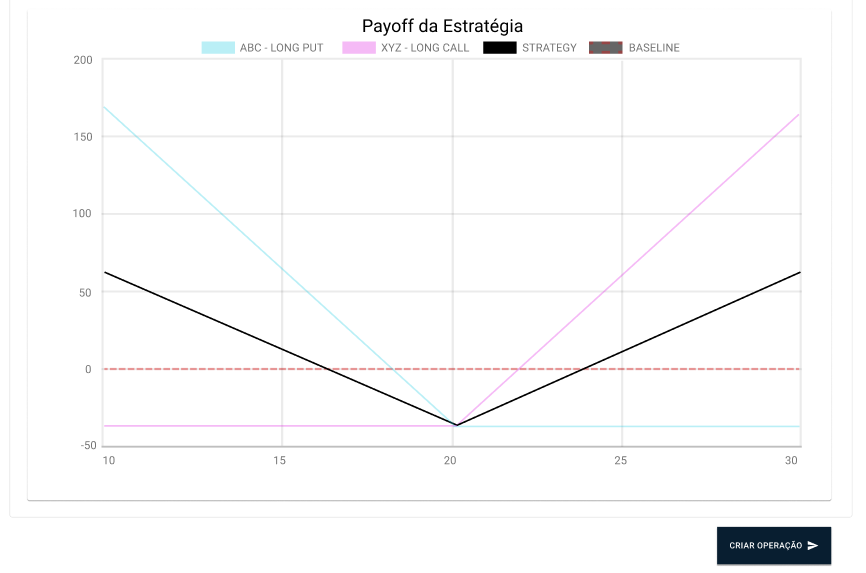 Payoff da Estratégia
ABC - LONG PUT XYZ - LONG CALL STRATEGY BASELINE
200
150
100
50
0
-50
10 15 20 25 30
CRIAR OPERAÇÃO